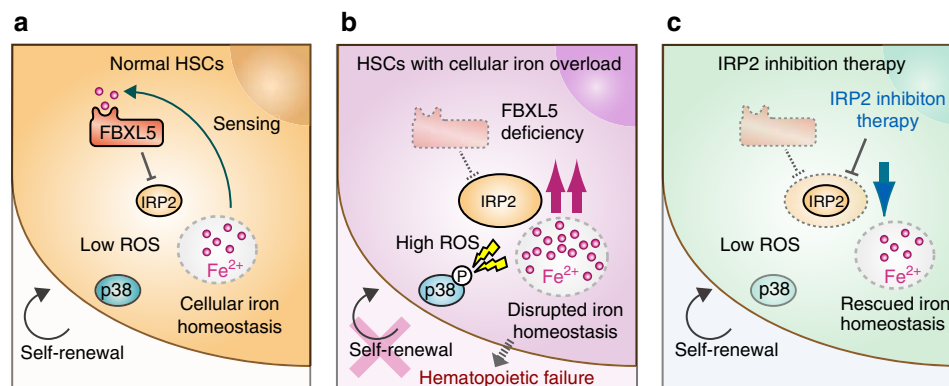 a
Normal HSCs
FBXL5
Sensing
IRP2
Low ROS
Fe2+
p38
Cellular iron
homeostasis
Self-renewal
b
HSCs with cellular iron overload
FBXL5
deficiency
IRP2
High ROS
P
p38
Fe2+
Disrupted iron
homeostasis
Self-renewal
Hematopoietic failure
c
IRP2 inhibition therapy
IRP2 inhibiton
therapy
IRP2
Low ROS
Fe2+
p38
Rescued iron
homeostasis
Self-renewal